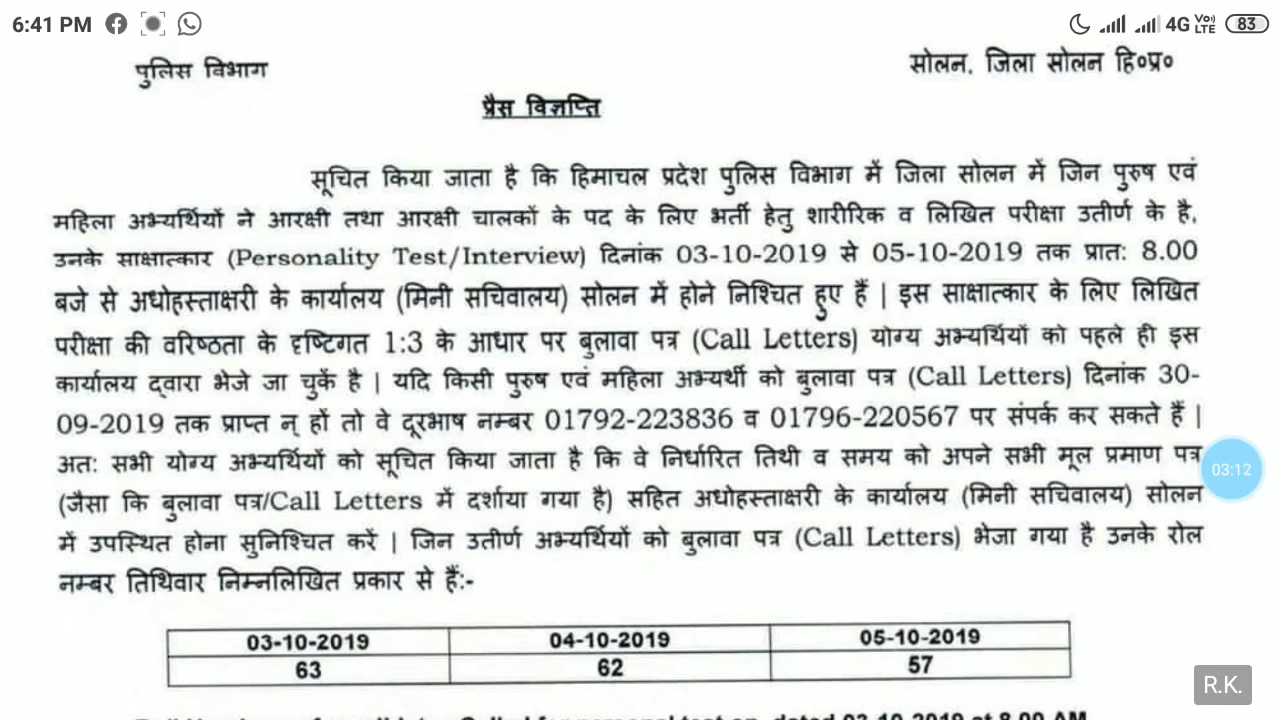 6:41 PM 4G Vo)) LTE 83
पुलिस विभाग सोलन, जिला सोलन हि०प्र०
प्रैस विज्ञप्ति
सूचित किया जाता है कि हिमाचल प्रदेश पुलिस विभाग में जिला सोलन में जिन पुरुष एवं
महिला अभ्यर्थियों ने आरक्षी तथा आरक्षी चालकों के पद के लिए भर्ती हेतु शारीरिक व लिखित परीक्षा उतीर्ण के है,
उनके साक्षात्कार (Personality Test/Interview) दिनांक 03-10-2019 से 05-10-2019 तक प्रात: 8.00
बजे से अधोहस्ताक्षरी के कार्यालय (मिनी सचिवालय) सोलन में होने निश्चित हुए हैं | इस साक्षात्कार के लिए लिखित
परीक्षा की वरिष्ठता के दृष्टिगत 1:3 के आधार पर बुलावा पत्र (Call Letters) योग्य अभ्यर्थियों को पहले ही इस
कार्यालय द्वारा भेजे जा चुकें है | यदि किसी पुरुष एवं महिला अभ्यर्थी को बुलावा पत्र (Call Letters) दिनांक 30-
09-2019 तक प्राप्त न् हों तो वे दूरभाष नम्बर 01792-223836 व 01796-220567 पर संपर्क कर सकते हैं |
अत: सभी योग्य अभ्यर्थियों को सूचित किया जाता है कि वे निर्धारित तिथी व समय को अपने सभी मूल प्रमाण पत्र
(जैसा कि बुलावा पत्र/Call Letters में दर्शाया गया है) सहित अधोहस्ताक्षरी के कार्यालय (मिनी सचिवालय) सोलन
में उपस्थित होना सुनिश्चित करें | जिन उतीर्ण अभ्यर्थियों को बुलावा पत्र (Call Letters) भेजा गया है उनके रोल
नम्बर तिथिवार निम्नलिखित प्रकार से हैं:-
03:12
03-10-2019 04-10-2019 05-10-2019
63 62 57
R.K.